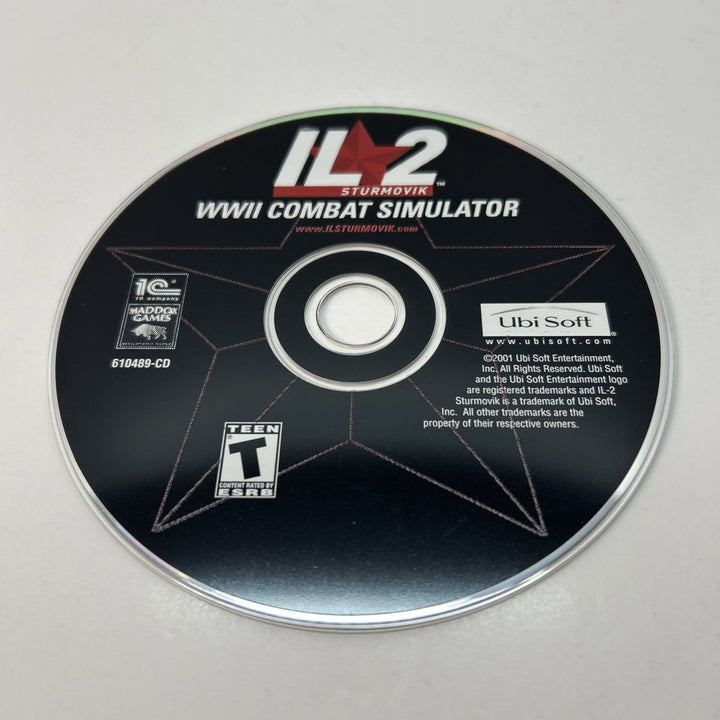 IL★2
STURMOVIK™
WWII COMBAT SIMULATOR
www.ILSTURMOVIK.com
1C®
1C company
MADDOX
GAMES
610489-CD
Ubi Soft®
www.ubisoft.com
©2001 Ubi Soft Entertainment,
Inc. All Rights Reserved. Ubi Soft
and the Ubi Soft Entertainment logo
are registered trademarks and IL-2
Sturmovik is a trademark of Ubi Soft,
Inc. All other trademarks are the
property of their respective owners.
TEEN
T®
CONTENT RATED BY
ESRB